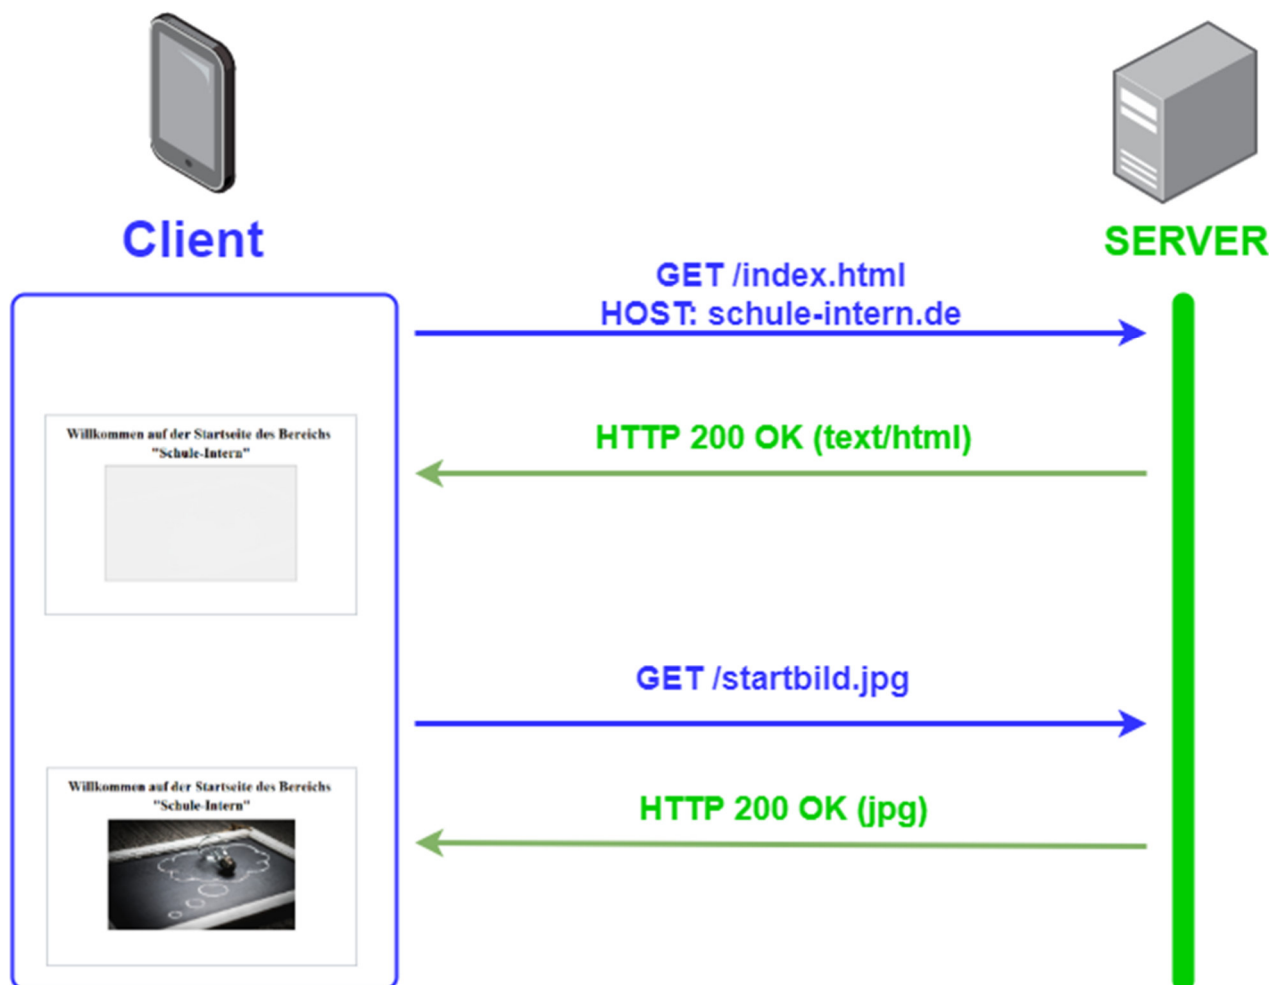 Client
SERVER
GET /index.html
HOST: schule-intern.de
Willkommen auf der Startseite des Bereichs
"Schule-Intern"
HTTP 200 OK (text/html)
GET /startbild.jpg
Willkommen auf der Startseite des Bereichs
"Schule-Intern"
HTTP 200 OK (jpg)